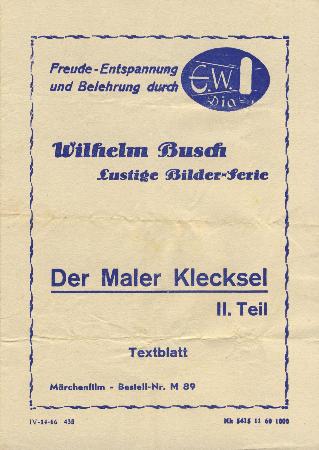 Freude-Entspannung
und Belehrung durch
E.W.
Dia
Wilhelm Busch
Lustige Bilder-Serie
Der Maler Klecksel
II. Teil
Textblatt
Märchenfilm - Bestell-Nr. M 89
IV-14-46 438
Mk 5415 11 60 1000